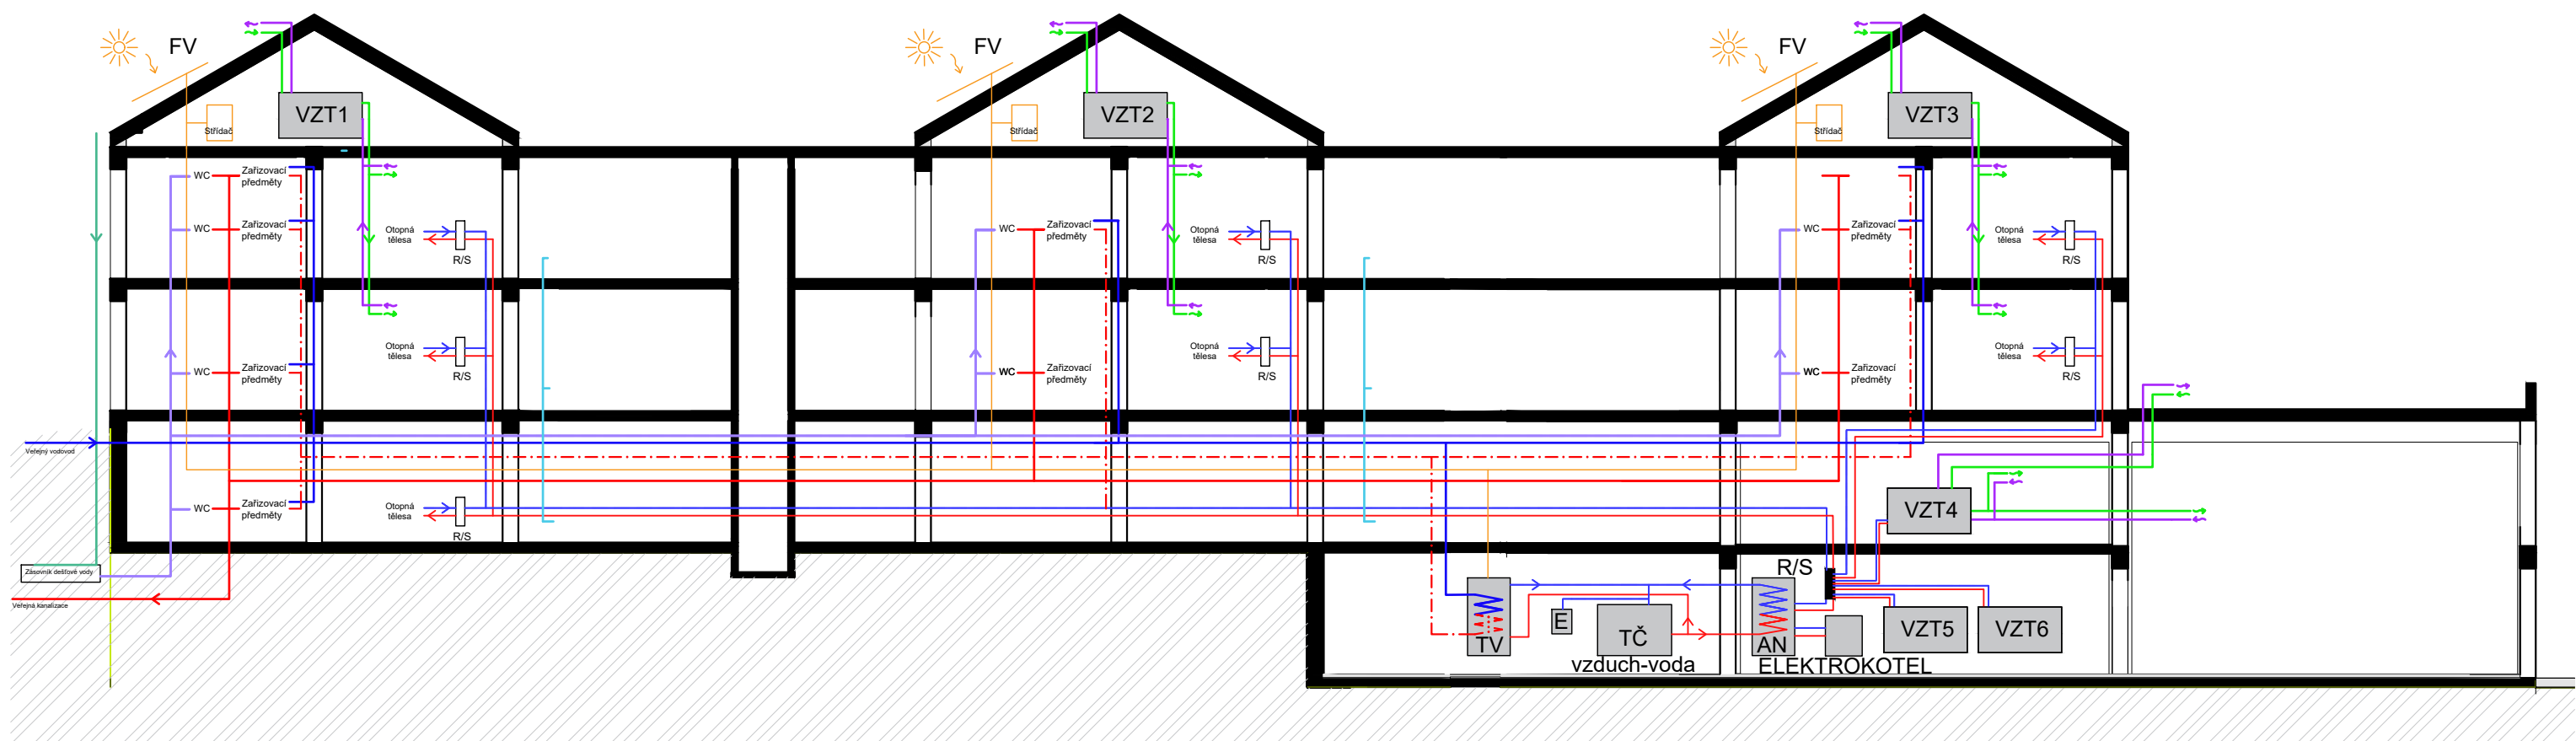 FV
FV
FV
VZT1
VZT2
VZT3
Střídač
Střídač
Střídač
WC
Zařizovací
předměty
WC
Zařizovací
předměty
Otopná
tělesa
R/S
WC
Zařizovací
předměty
Otopná
tělesa
R/S
WC
Zařizovací
předměty
Otopná
tělesa
R/S
Otopná
tělesa
R/S
WC
Zařizovací
předměty
Otopná
tělesa
R/S
WC
Zařizovací
předměty
Otopná
tělesa
R/S
WC
Zařizovací
předměty
Otopná
tělesa
R/S
Veřejný vodovod
WC
Zařizovací
předměty
Otopná
tělesa
R/S
VZT4
Zásovník dešťové vody
Veřejná kanalizace
TV
E
TČ
vzduch-voda
R/S
AN
ELEKTROKOTEL
VZT5
VZT6